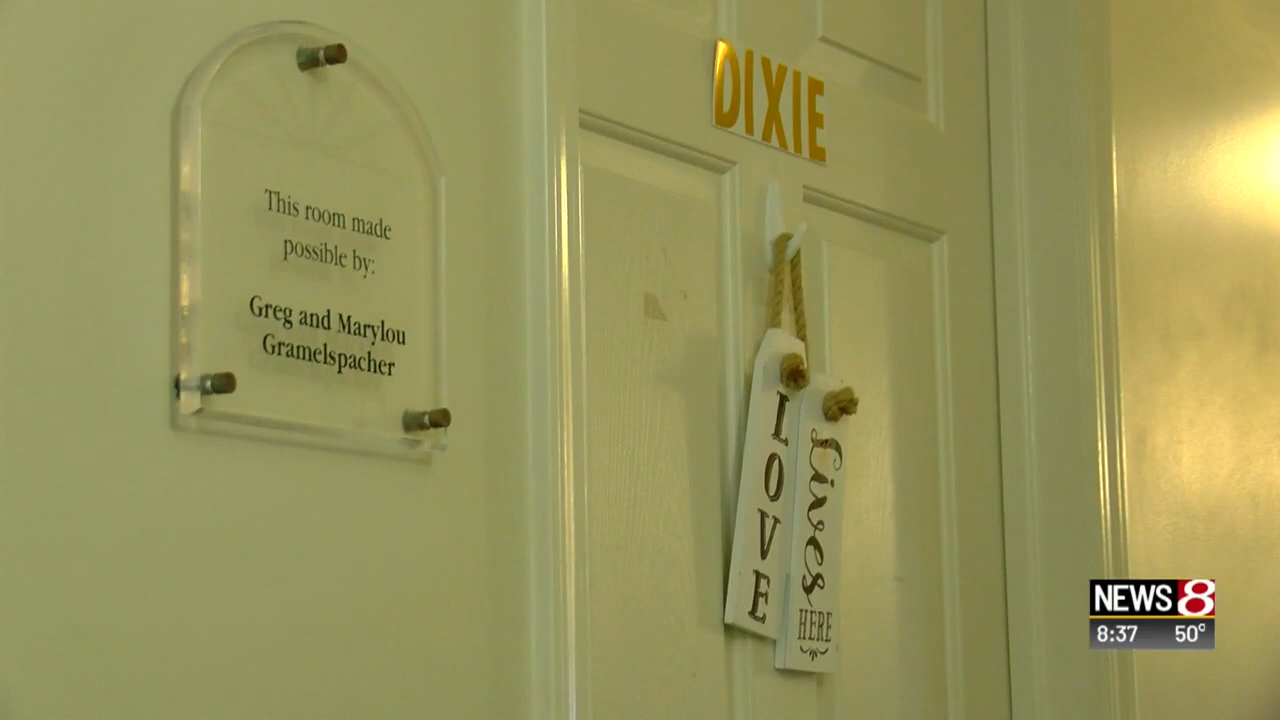 This room made
possible by:
Greg and Marylou
Gramelspacher
DIXIE
LOVE
Lives
HERE
NEWS 8
8:37 50°